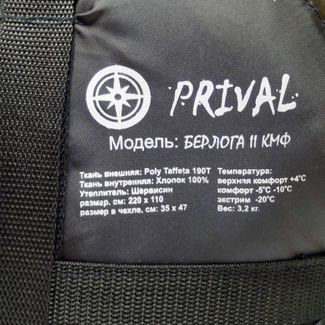 PRIVAL
Модель: БЕРЛОГА II КМФ
Ткань внешняя: Poly Taffeta 190T
Ткань внутренняя: Хлопок 100%
Утеплитель: Шервисин
размер, см: 220 x 110
размер в чехле, см: 35 x 47
Температура:
верхняя комфорт +4°C
комфорт -5°C -10°C
экстрим -20°C
Вес: 3,2 кг.